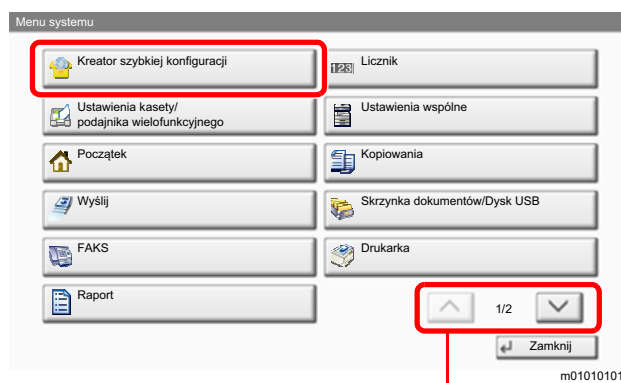 Menu systemu
Kreator szybkiej konfiguracji
123 Licznik
Ustawienia kasety/
podajnika wielofunkcyjnego
Ustawienia wspólne
Początek
Kopiowania
Wyślij
Skrzynka dokumentów/Dysk USB
FAKS
Drukarka
Raport
1/2
Zamknij
m01010101